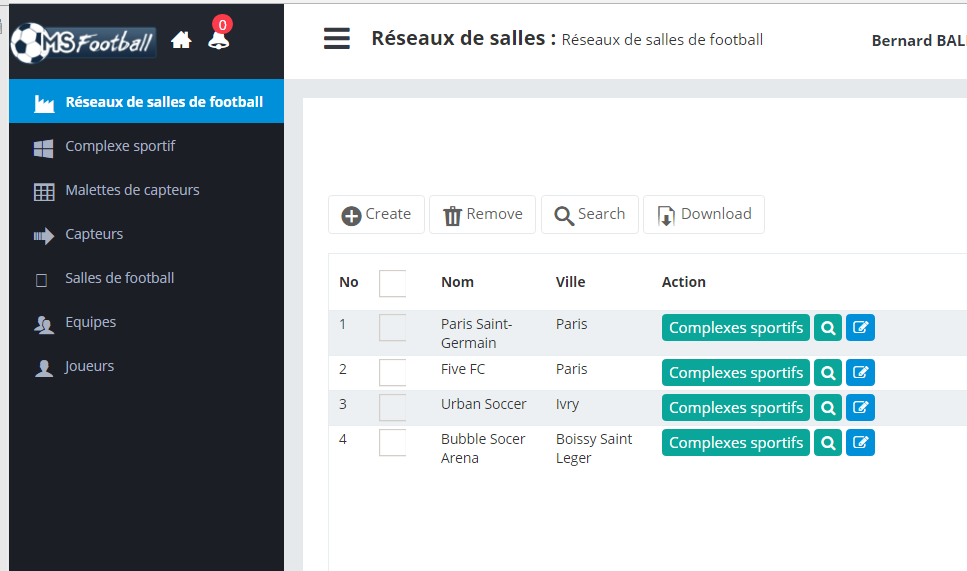 MS Football
0
Réseaux de salles : Réseaux de salles de football
Réseaux de salles de football
Complexe sportif
Malettes de capteurs
Capteurs
Salles de football
Equipes
Joueurs
Create Remove Search Download
No Nom Ville Action
1 Paris Saint- Paris Complexes sportifs
Germain
2 Five FC Paris Complexes sportifs
3 Urban Soccer Ivry Complexes sportifs
4 Bubble Socer Boissy Saint Complexes sportifs
Arena Leger
Bernard